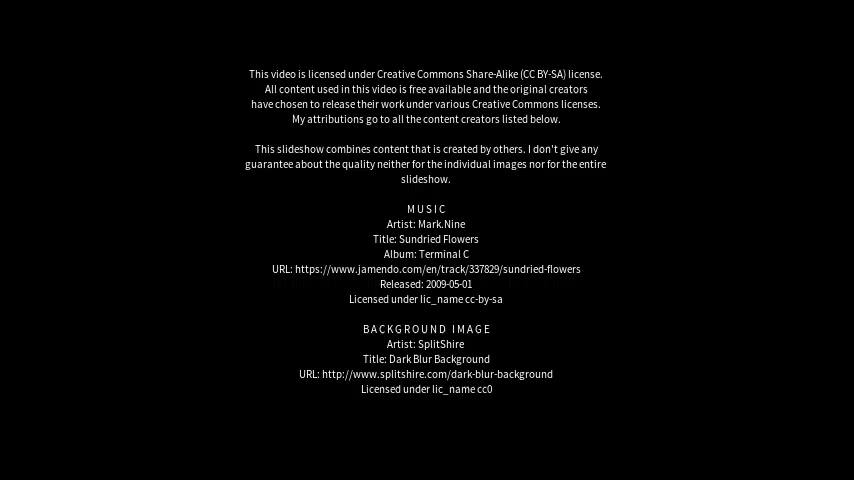 This video is licensed under Creative Commons Share-Alike (CC BY-SA) license.
All content used in this video is free available and the original creators
have chosen to release their work under various Creative Commons licenses.
My attributions go to all the content creators listed below.
This slideshow combines content that is created by others. I don't give any
guarantee about the quality neither for the individual images nor for the entire
slideshow.
MUSIC
Artist: Mark.Nine
Title: Sundried Flowers
Album: Terminal C
URL: https://www.jamendo.com/en/track/337829/sundried-flowers
Released: 2009-05-01
Licensed under lic_name cc-by-sa
BACKGROUND IMAGE
Artist: SplitShire
Title: Dark Blur Background
URL: http://www.splitshire.com/dark-blur-background
Licensed under lic_name cc0